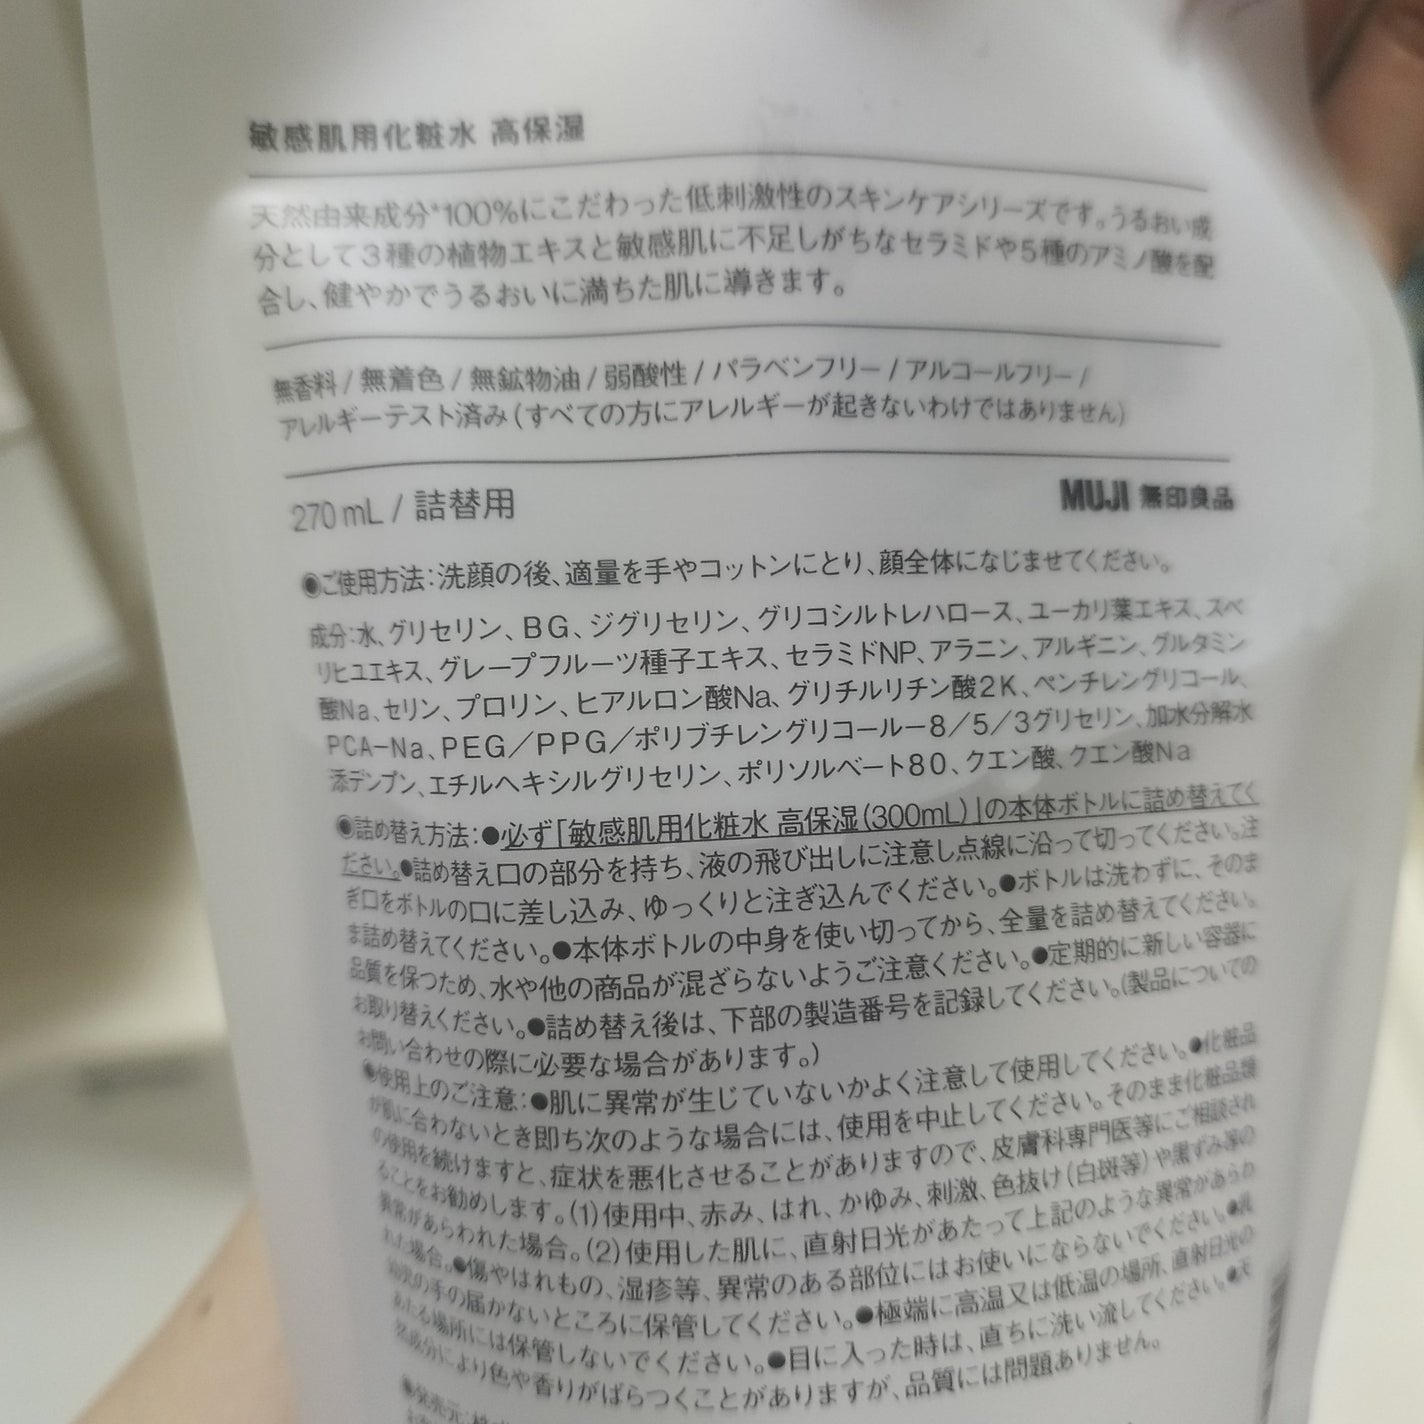 敏感肌用化粧水 高保湿
天然由来成分*100%にこだわった低刺激性のスキンケアシリーズです。うるおい成
分として3種の植物エキスと敏感肌に不足しがちなセラミドや5種のアミノ酸を配
合し、健やかでうるおいに満ちた肌に導きます。
無香料 / 無着色 / 無鉱物油 / 弱酸性 / パラベンフリー / アルコールフリー /
アレルギーテスト済み (すべての方にアレルギーが起きないわけではありません)
270 mL / 詰替用
MUJI 無印良品
◉ご使用方法:洗顔の後、適量を手やコットンにとり、顔全体になじませてください。
成分:水、グリセリン、BG、ジグリセリン、グリコシルトレハロース、ユーカリ葉エキス、スベ
リヒユエキス、グレープフルーツ種子エキス、セラミドNP、アラニン、アルギニン、グルタミン
酸Na、セリン、プロリン、ヒアルロン酸Na、グリチルリチン酸2K、ペンチレングリコール、
PCA-Na、PEG/PPG/ポリブチレングリコールー8/5/3グリセリン、加水分解水
添デンプン、エチルヘキシルグリセリン、ポリソルベート80、クエン酸、クエン酸Na
◉詰め替え方法:●必ず「敏感肌用化粧水 高保湿(300mL)」の本体ボトルに詰め替えてく
ださい。●詰め替え口の部分を持ち、液の飛び出しに注意し点線に沿って切ってください。注
ぎ口をボトルの口に差し込み、ゆっくりと注ぎ込んでください。●ボトルは洗わずに、そのま
ま詰め替えてください。●本体ボトルの中身を使い切ってから、全量を詰め替えてください。
品質を保つため、水や他の商品が混ざらないようご注意ください。●定期的に新しい容器に
お取り替えください。●詰め替え後は、下部の製造番号を記録してください。(製品についての
お問い合わせの際に必要な場合があります。)
◉使用上のご注意:●肌に異常が生じていないかよく注意して使用してください。●化粧品
が肌に合わないとき即ち次のような場合には、使用を中止してください。そのまま化粧品類
の使用を続けますと、症状を悪化させることがありますので、皮膚科専門医等にご相談され
ることをお勧めします。(1)使用中、赤み、はれ、かゆみ、刺激、色抜け(白斑等)や黒ずみ等の
異常があらわれた場合。(2)使用した肌に、直射日光があたって上記のような異常があらわ
れた場合。●傷やはれもの、湿疹等、異常のある部位にはお使いにならないでください。●乳
幼児の手の届かないところに保管してください。●極端に高温又は低温の場所、直射日光の
あたる場所には保管しないでください。●目に入った時は、直ちに洗い流してください。●天
然成分により色や香りがばらつくことがありますが、品質には問題ありません。
◉発売元:株式